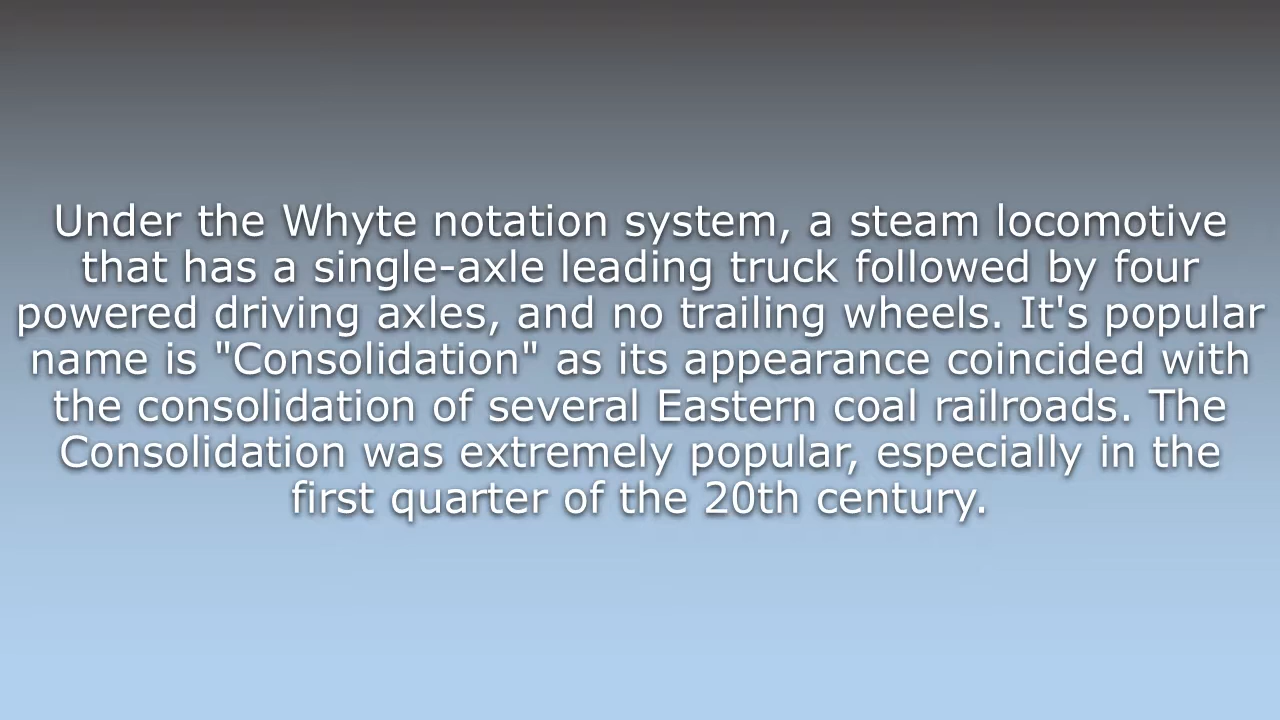 Under the Whyte notation system, a steam locomotive
that has a single-axle leading truck followed by four
powered driving axles, and no trailing wheels. It's popular
name is "Consolidation" as its appearance coincided with
the consolidation of several Eastern coal railroads. The
Consolidation was extremely popular, especially in the
first quarter of the 20th century.